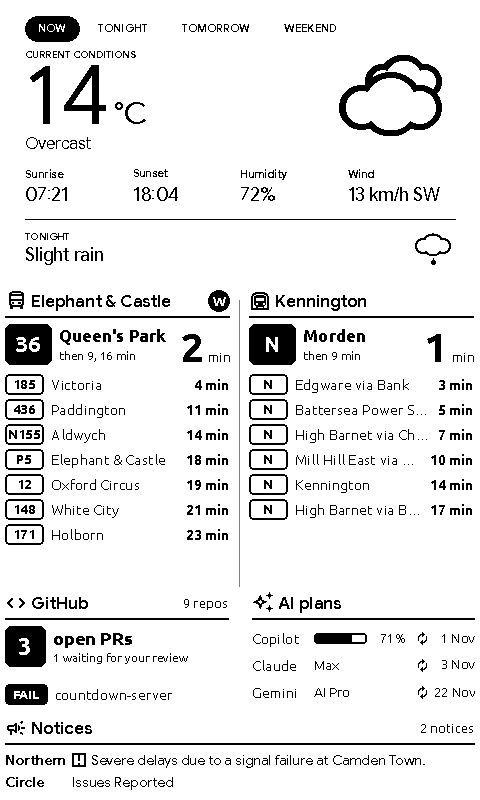 NOW TONIGHT TOMORROW WEEKEND
CURRENT CONDITIONS
14 °C
Overcast
Sunrise Sunset Humidity Wind
07:21 18:04 72% 13 km/h SW
TONIGHT
Slight rain
Elephant & Castle W
36 Queen's Park 2 min
then 9, 16 min
185 Victoria 4 min
436 Paddington 11 min
N155 Aldwych 14 min
P5 Elephant & Castle 18 min
12 Oxford Circus 19 min
148 White City 21 min
171 Holborn 23 min
Kennington
N Morden 1 min
then 9 min
N Edgware via Bank 3 min
N Battersea Power S... 5 min
N High Barnet via Ch... 7 min
N Mill Hill East via ... 10 min
N Kennington 14 min
N High Barnet via B... 17 min
GitHub 9 repos
3 open PRs
1 waiting for your review
FAIL countdown-server
AI plans
Copilot 71% 1 Nov
Claude Max 3 Nov
Gemini AI Pro 22 Nov
Notices 2 notices
Northern Severe delays due to a signal failure at Camden Town.
Circle Issues Reported